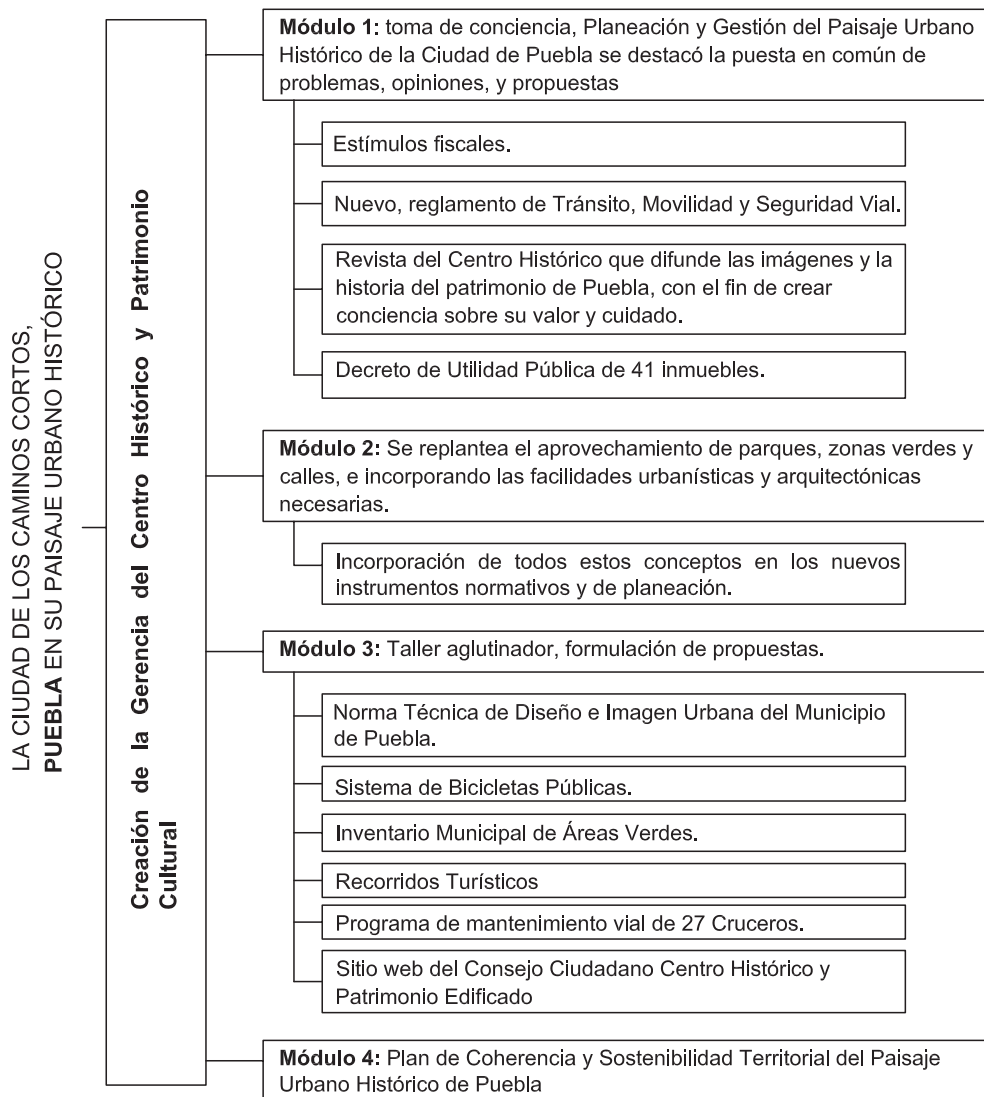 LA CIUDAD DE LOS CAMINOS CORTOS,
PUEBLA EN SU PAISAJE URBANO HISTÓRICO
Creación de la Gerencia del Centro Histórico y Patrimonio
Cultural
Módulo 1: toma de conciencia, Planeación y Gestión del Paisaje Urbano
Histórico de la Ciudad de Puebla se destacó la puesta en común de
problemas, opiniones, y propuestas
Estímulos fiscales.
Nuevo, reglamento de Tránsito, Movilidad y Seguridad Vial.
Revista del Centro Histórico que difunde las imágenes y la
historia del patrimonio de Puebla, con el fin de crear
conciencia sobre su valor y cuidado.
Decreto de Utilidad Pública de 41 inmuebles.
Módulo 2: Se replantea el aprovechamiento de parques, zonas verdes y
calles, e incorporando las facilidades urbanísticas y arquitectónicas
necesarias.
Incorporación de todos estos conceptos en los nuevos
instrumentos normativos y de planeación.
Módulo 3: Taller aglutinador, formulación de propuestas.
Norma Técnica de Diseño e Imagen Urbana del Municipio
de Puebla.
Sistema de Bicicletas Públicas.
Inventario Municipal de Áreas Verdes.
Recorridos Turísticos
Programa de mantenimiento vial de 27 Cruceros.
Sitio web del Consejo Ciudadano Centro Histórico y
Patrimonio Edificado
Módulo 4: Plan de Coherencia y Sostenibilidad Territorial del Paisaje
Urbano Histórico de Puebla